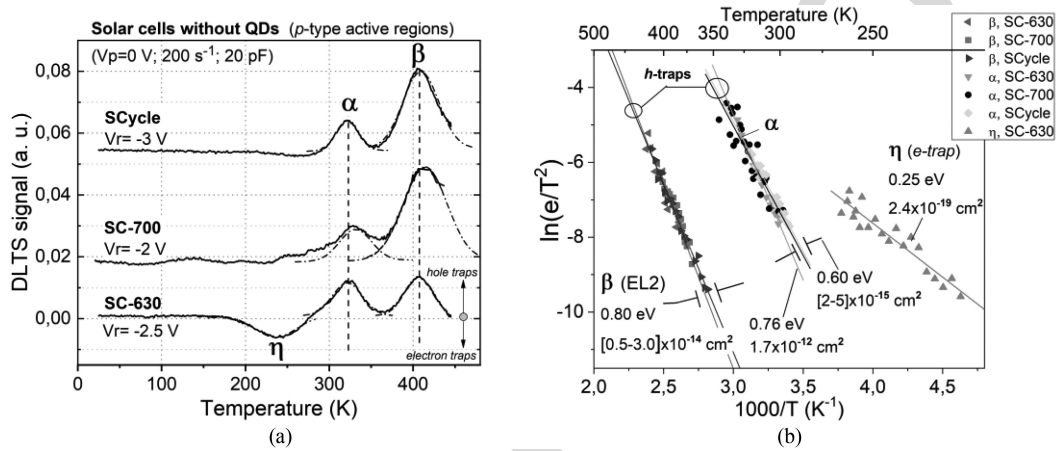 Solar cells without QDs (p-type active regions)
(Vp=0 V; 200 s⁻¹; 20 pF)
DLTS signal (a. u.)
0,08
0,06
0,04
0,02
0,00
SCycle
Vr= -3 V
SC-700
Vr= -2 V
SC-630
Vr= -2.5 V
α
β
η
hole traps
electron traps
0 100 200 300 400
Temperature (K)
(a)
Temperature (K)
500 400 350 300 250
ln(e/T²)
-4
-6
-8
-10
h-traps
α
β, SC-630
β, SC-700
β, SCycle
α, SC-630
α, SC-700
α, SCycle
η, SC-630
η (e-trap)
0.25 eV
2.4x10⁻¹⁹ cm²
β (EL2)
0.80 eV
[0.5-3.0]x10⁻¹⁴ cm²
0.76 eV
1.7x10⁻¹² cm²
0.60 eV
[2-5]x10⁻¹⁵ cm²
2,0 2,5 3,0 3,5 4,0 4,5
1000/T (K⁻¹)
(b)